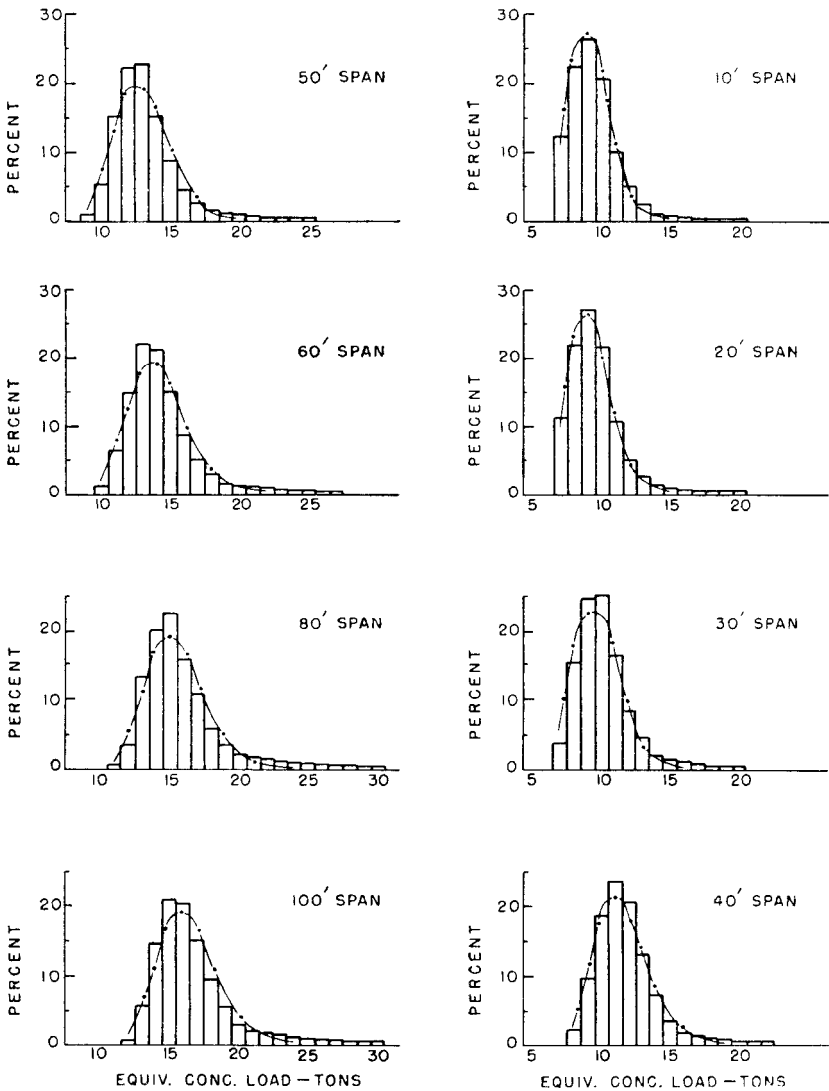 30
20
10
0
PERCENT
50' SPAN
10 15 20 25
30
20
10
0
PERCENT
10' SPAN
5 10 15 20
30
20
10
0
PERCENT
60' SPAN
10 15 20 25
30
20
10
0
PERCENT
20' SPAN
5 10 15 20
20
10
0
PERCENT
80' SPAN
10 15 20 25 30
20
10
0
PERCENT
30' SPAN
5 10 15 20
20
10
0
PERCENT
100' SPAN
10 15 20 25 30
EQUIV. CONC. LOAD—TONS
20
10
0
PERCENT
40' SPAN
5 10 15 20
EQUIV. CONC. LOAD—TONS